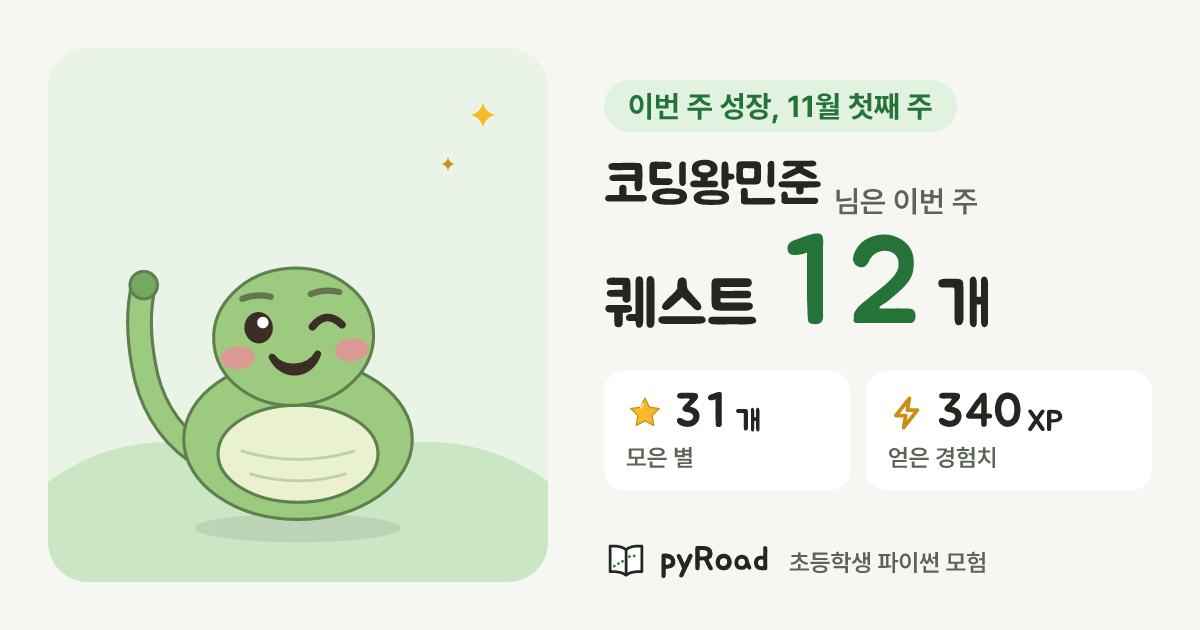 이번 주 성장, 11월 첫째 주
코딩왕민준 님은 이번 주
퀘스트 12 개
31 개
모은 별
340 XP
얻은 경험치
pyRoad 초등학생 파이썬 모험